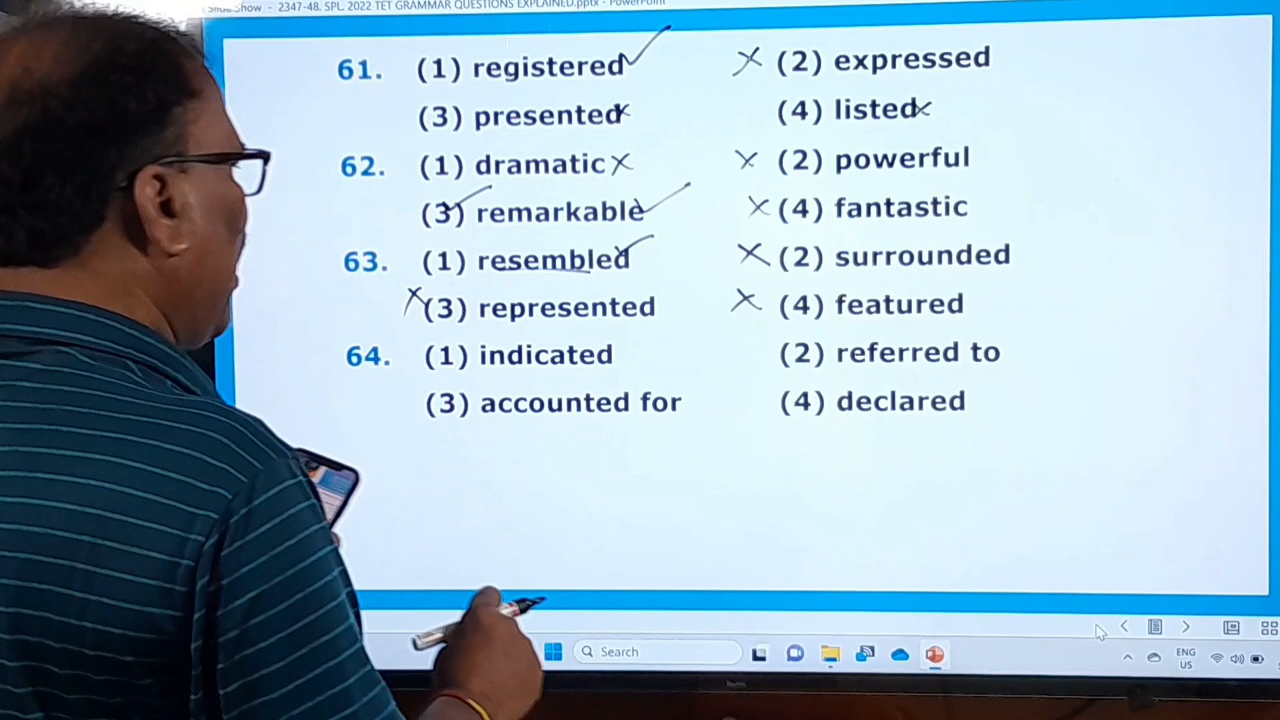 Slide Show - 2347-48. SPL. 2022 TET GRAMMAR QUESTIONS EXPLAINED.pptx - PowerPoint
61. (1) registered (2) expressed
(3) presented (4) listed
62. (1) dramatic (2) powerful
(3) remarkable (4) fantastic
63. (1) resembled (2) surrounded
(3) represented (4) featured
64. (1) indicated (2) referred to
(3) accounted for (4) declared
Search
ENG
US